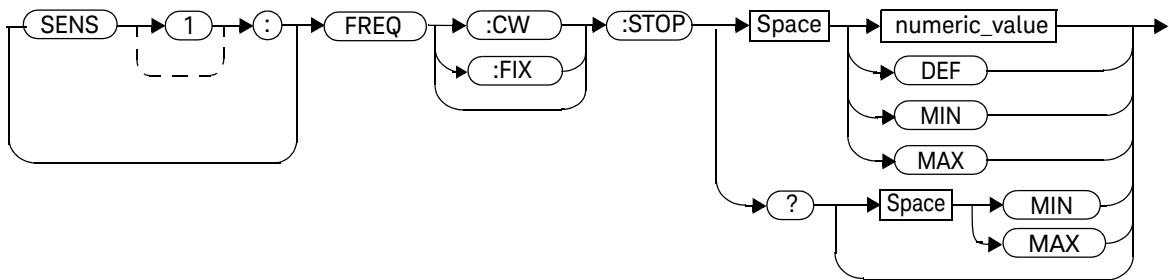 SENS 1 : FREQ :CW :STOP Space numeric_value
:FIX DEF
MIN
MAX
? Space MIN
MAX